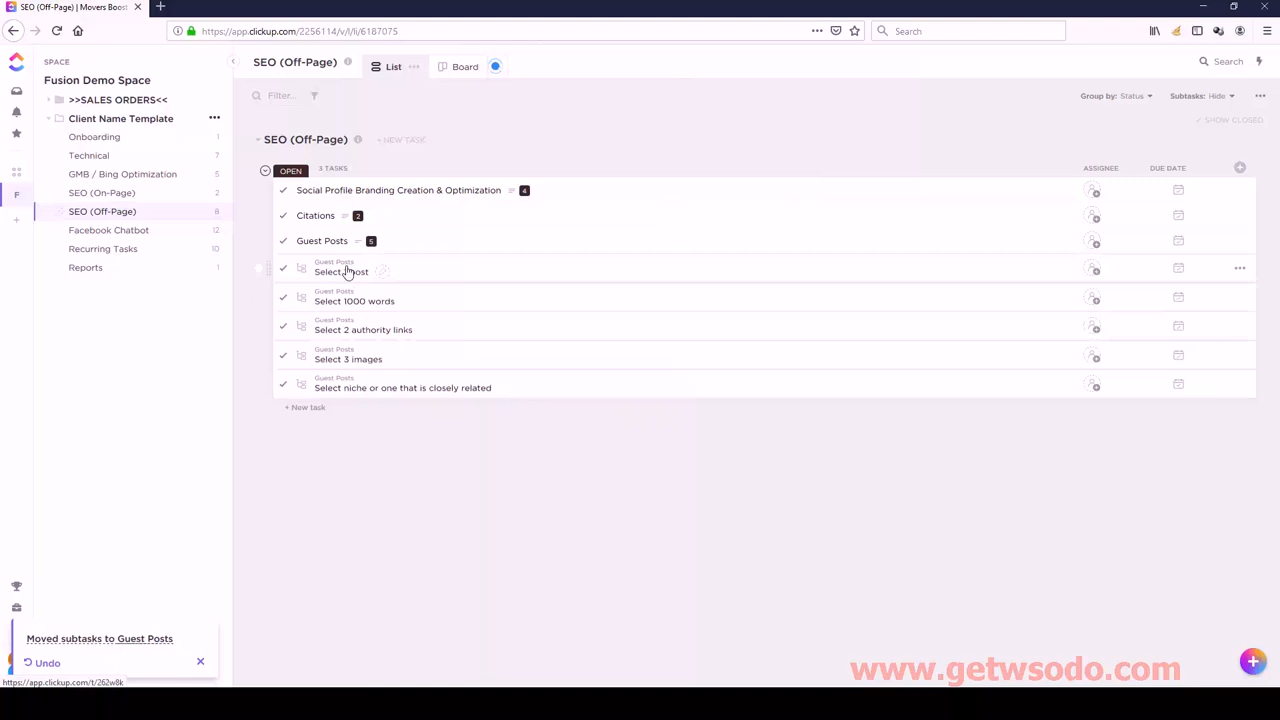 SEO (Off-Page) | Movers Boost
https://app.clickup.com/2256114/v/l/li/6187075
Search
SPACE
Fusion Demo Space
>>SALES ORDERS<<
Client Name Template
Onboarding 1
Technical 7
GMB / Bing Optimization 5
SEO (On-Page) 2
SEO (Off-Page) 8
Facebook Chatbot 12
Recurring Tasks 10
Reports 1
F
SEO (Off-Page)
List
Board
Search
Filter...
Group by: Status
Subtasks: Hide
SHOW CLOSED
SEO (Off-Page)
+ NEW TASK
OPEN 3 TASKS ASSIGNEE DUE DATE
Social Profile Branding Creation & Optimization 4
Citations 2
Guest Posts 5
Guest Posts
Guest Posts
Select 1000 words
Guest Posts
Select 2 authority links
Guest Posts
Select 3 images
Guest Posts
Select niche or one that is closely related
+ New task
Moved subtasks to Guest Posts
Undo
https://app.clickup.com/t/262w8k
www.getwsodo.com